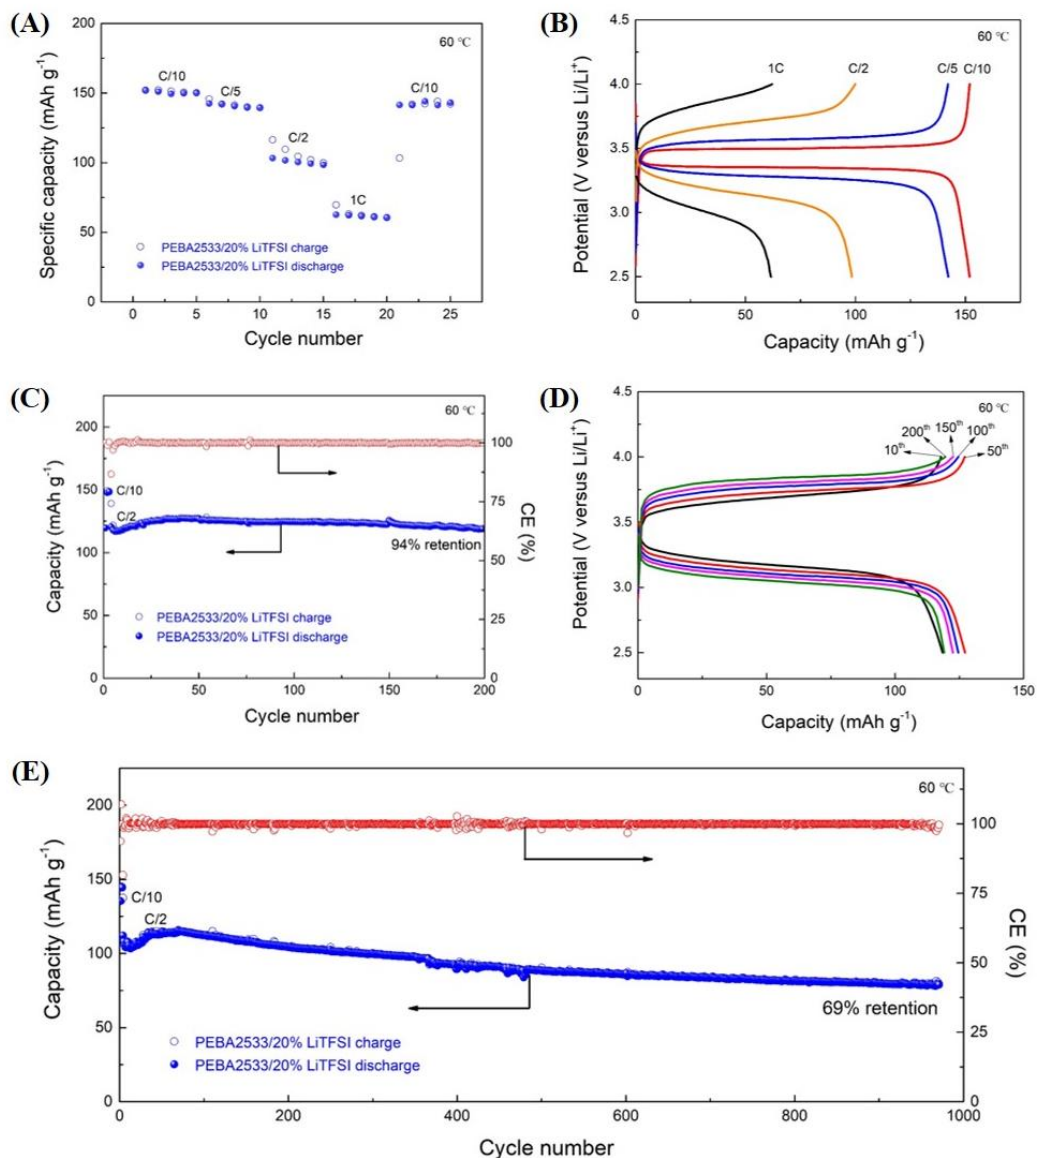 (A)
60 ℃
200
150
100
50
0
Specific capacity (mAh g⁻¹)
C/10
C/5
C/2
1C
C/10
PEBA2533/20% LiTFSI charge
PEBA2533/20% LiTFSI discharge
0 5 10 15 20 25
Cycle number
(B)
60 ℃
4.5
4.0
3.5
3.0
2.5
Potential (V versus Li/Li⁺)
1C C/2 C/5 C/10
0 50 100 150
Capacity (mAh g⁻¹)
(C)
60 ℃
200
175
150
125
100
75
50
25
0
Capacity (mAh g⁻¹)
C/10
C/2
94% retention
PEBA2533/20% LiTFSI charge
PEBA2533/20% LiTFSI discharge
100
80
60
40
20
0
CE (%)
0 50 100 150 200
Cycle number
(D)
60 ℃
4.5
4.0
3.5
3.0
2.5
Potential (V versus Li/Li⁺)
200th 150th 100th
10th 50th
0 50 100 150
Capacity (mAh g⁻¹)
(E)
60 ℃
200
150
100
75
50
25
0
Capacity (mAh g⁻¹)
C/10
C/2
69% retention
PEBA2533/20% LiTFSI charge
PEBA2533/20% LiTFSI discharge
100
75
50
25
0
CE (%)
0 200 400 600 800 1000
Cycle number